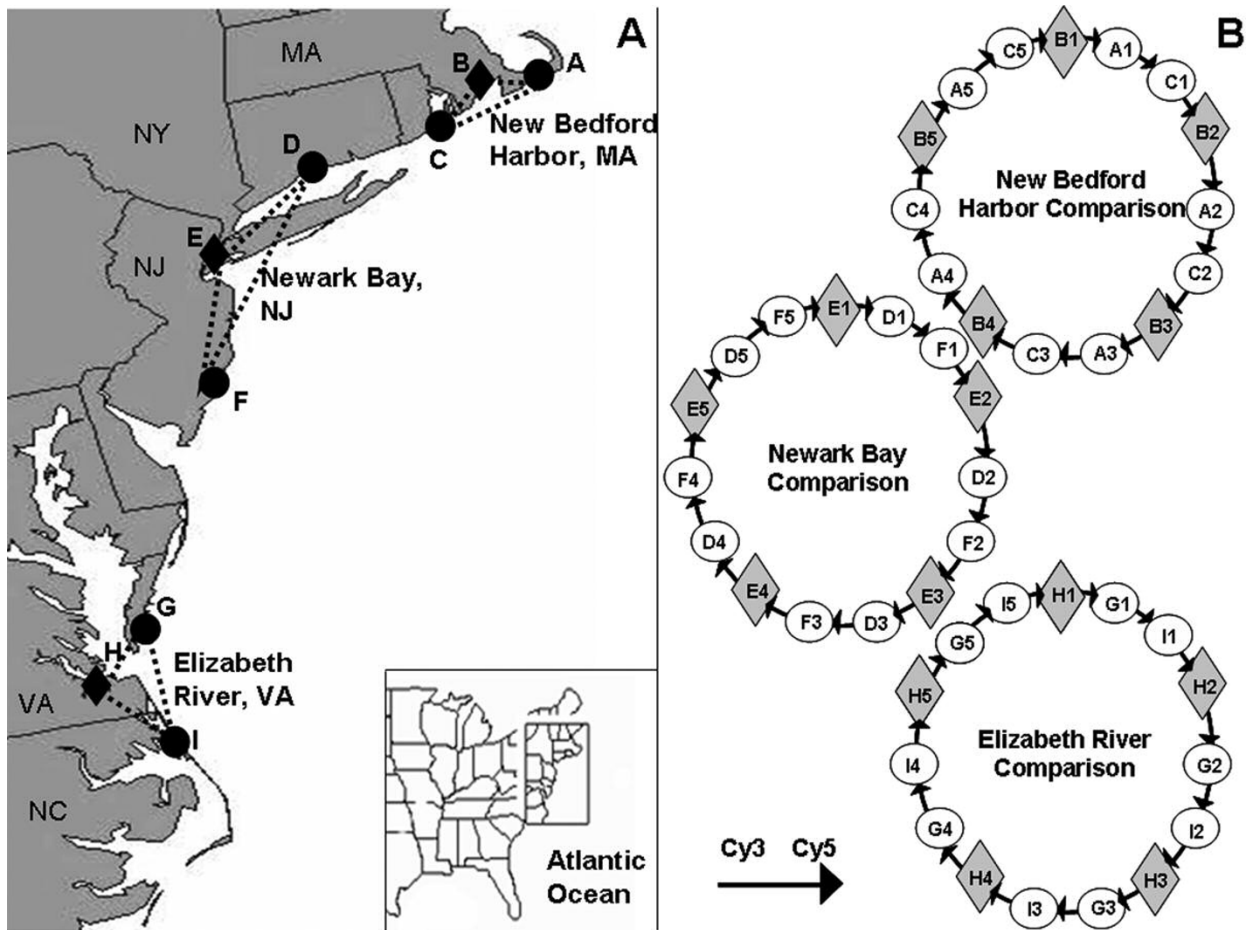 A
MA
B
A
NY
New Bedford
Harbor, MA
C
D
E
NJ
Newark Bay,
NJ
F
G
H
Elizabeth
River, VA
VA
I
NC
Atlantic
Ocean
B
B1
A1
C1
B2
A2
C2
B3
A3
C3
B4
A4
C4
B5
A5
C5
New Bedford
Harbor Comparison
E1
D1
F1
E2
D2
F2
E3
D3
F3
E4
D4
F4
E5
D5
F5
Newark Bay
Comparison
H1
G1
I1
H2
G2
I2
H3
G3
I3
H4
G4
I4
H5
G5
I5
Elizabeth River
Comparison
Cy3 Cy5